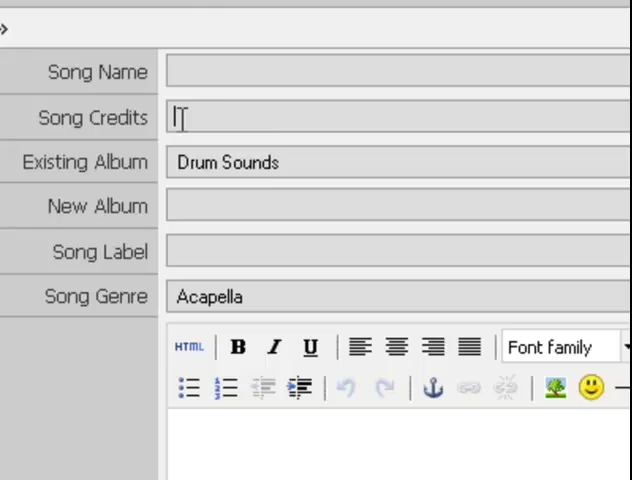 »
Song Name
Song Credits
Existing Album Drum Sounds
New Album
Song Label
Song Genre Acapella
HTML B I U Font family